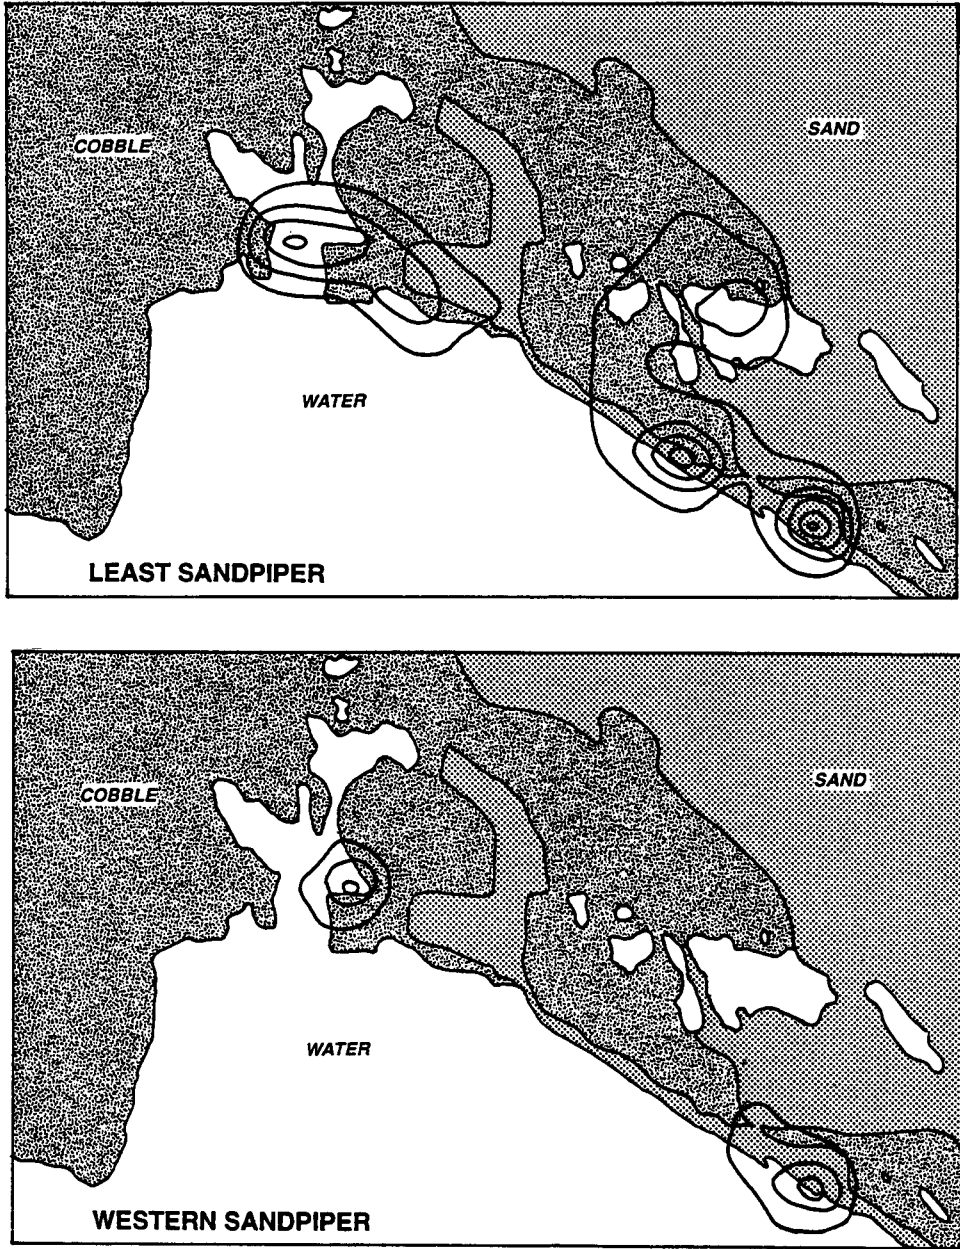 COBBLE
SAND
WATER
LEAST SANDPIPER
COBBLE
SAND
WATER
WESTERN SANDPIPER